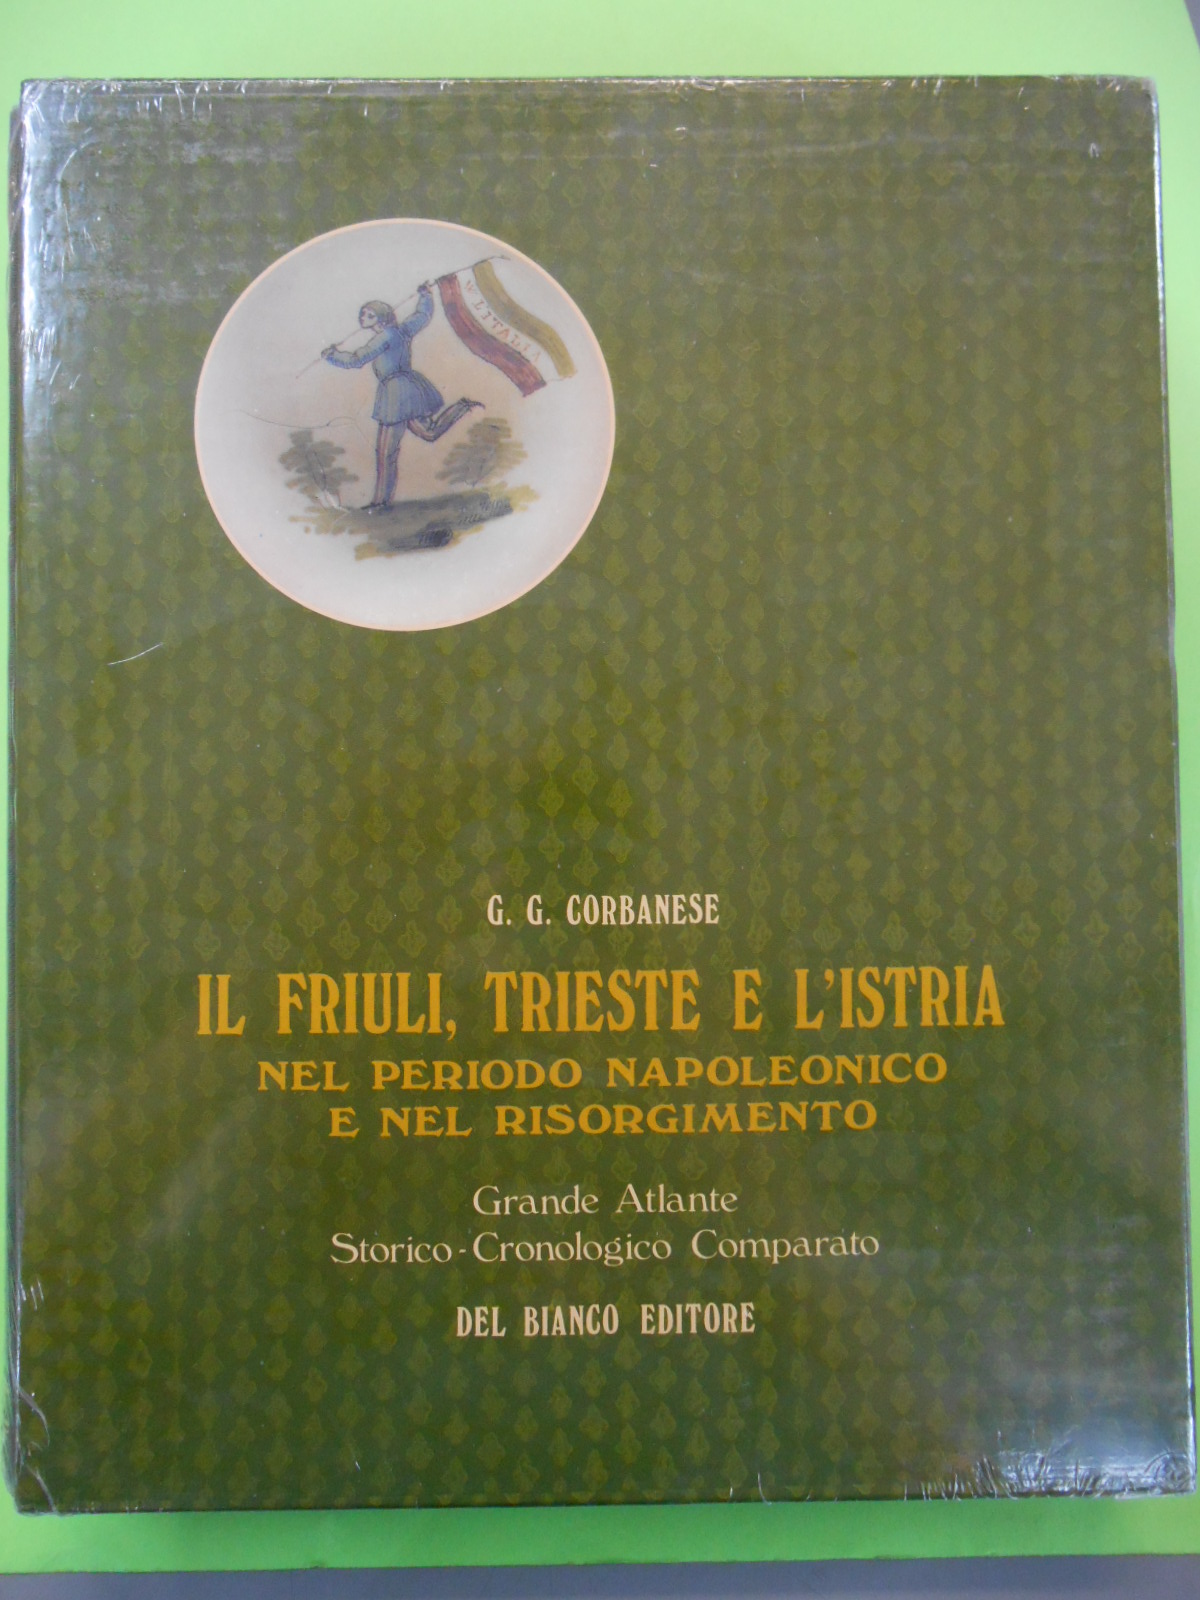 W L'ITALIA
G. G. CORBANESE
IL FRIULI, TRIESTE E L'ISTRIA
NEL PERIODO NAPOLEONICO
E NEL RISORGIMENTO
Grande Atlante
Storico-Cronologico Comparato
DEL BIANCO EDITORE